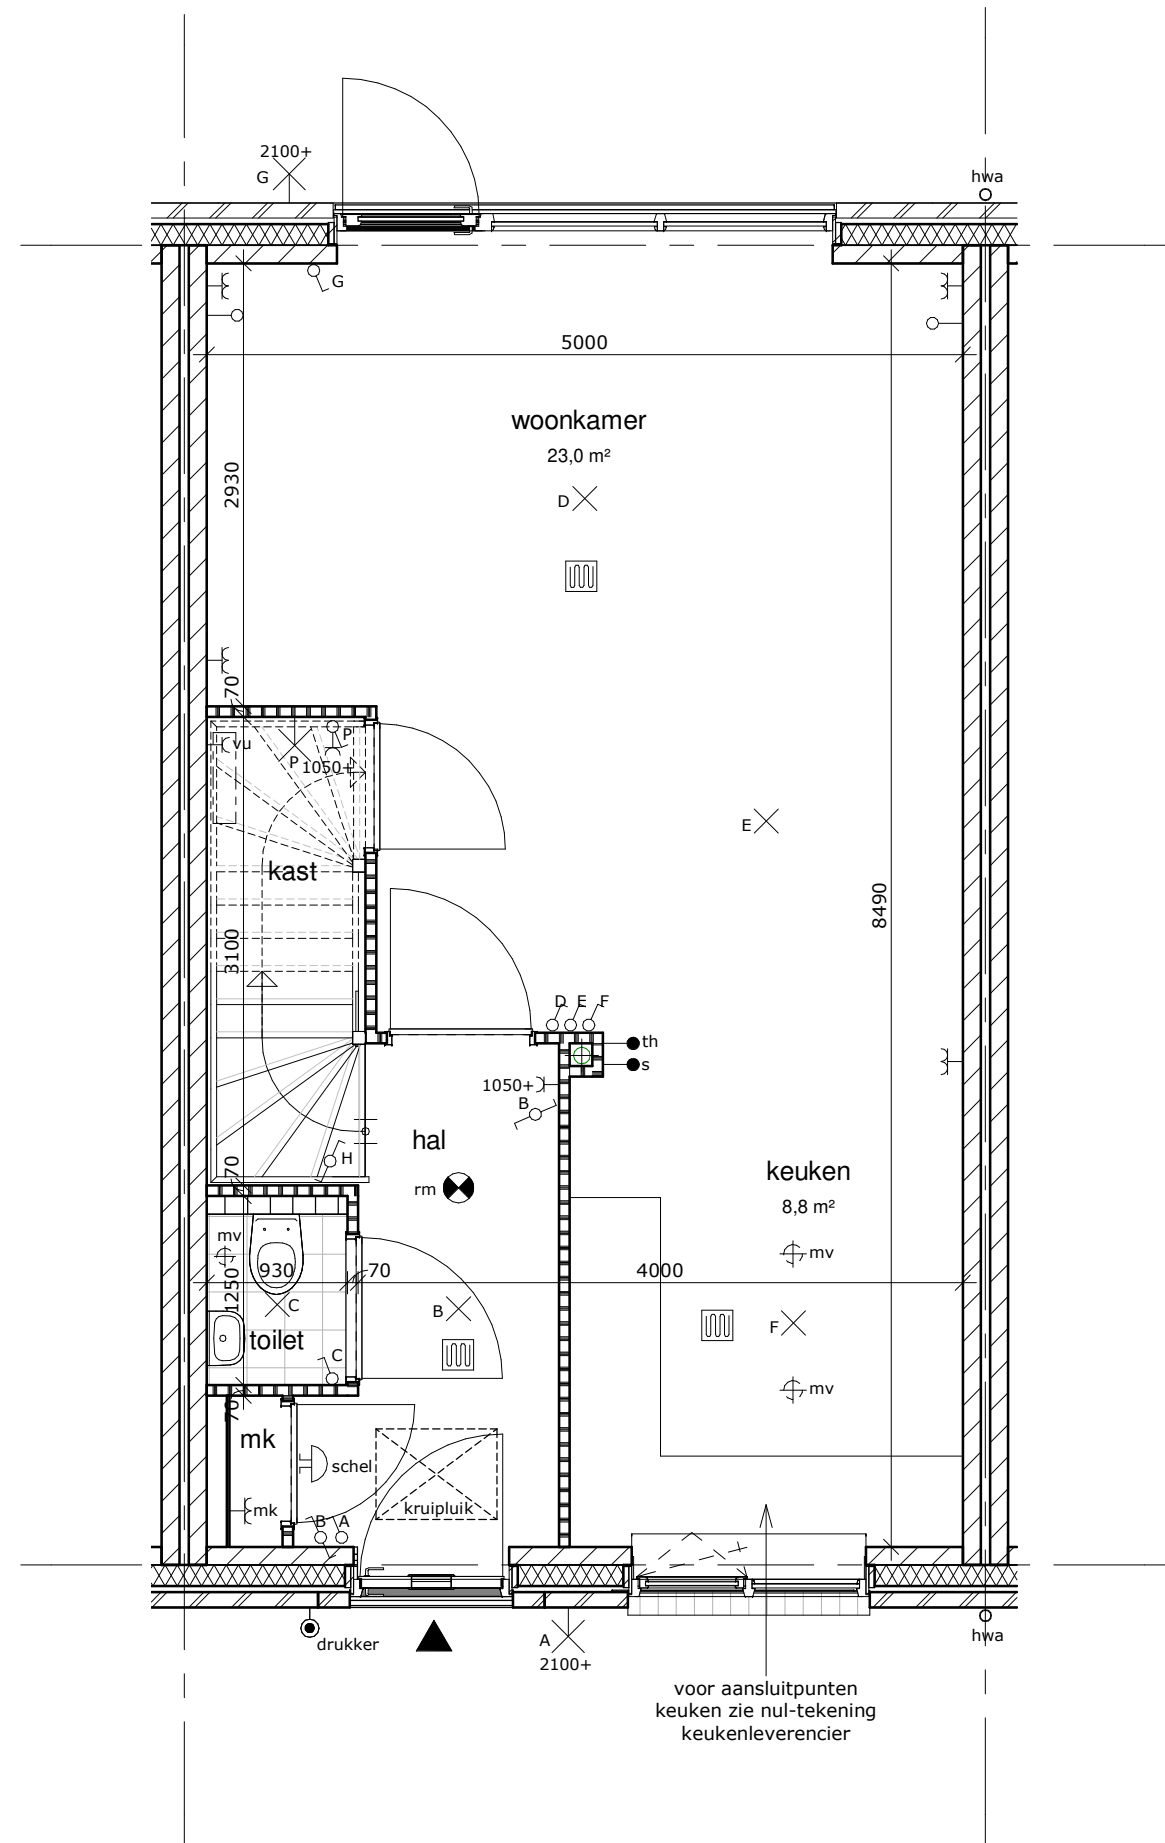 2100+
G
hwa
G
5000
woonkamer
23,0 m²
2930
D
70
vu
P
P
1050+
E
kast
8490
3100
D E F
th
s
1050+
B
hal
H
70
rm
keuken
8,8 m²
mv
mv
930
70
4000
1250
C
B
F
toilet
C
mv
70
mk
schel
mk
kruipluik
B A
drukker
A
2100+
hwa
voor aansluitpunten
keuken zie nul-tekening
keukenleverencier